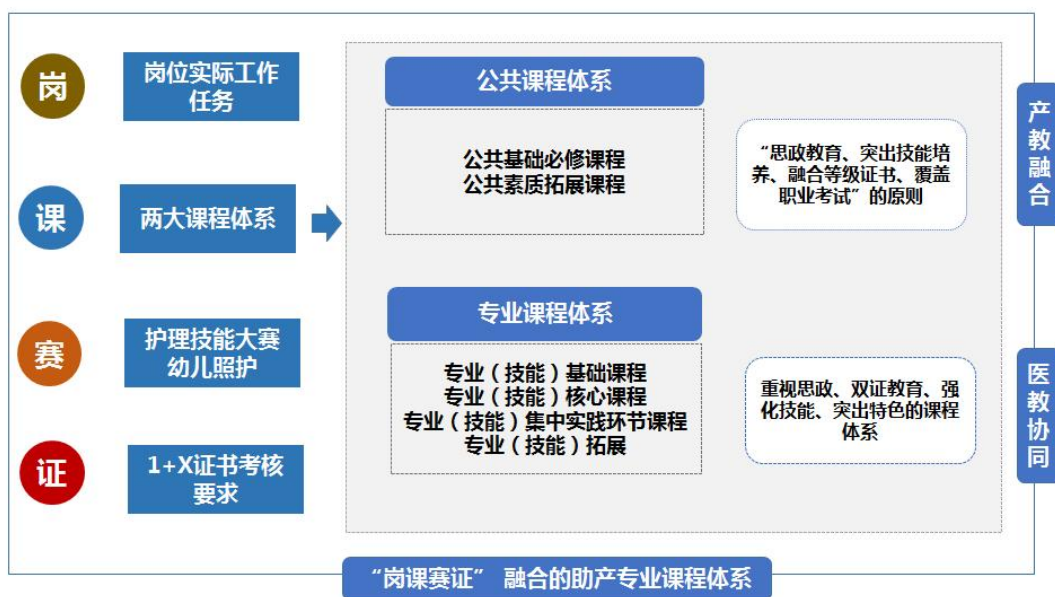 岗
岗位实际工作
任务
课
两大课程体系
赛
护理技能大赛
幼儿照护
证
1+X证书考核
要求
公共课程体系
公共基础必修课程
公共素质拓展课程
“思政教育、突出技能培
养、融合等级证书、覆盖
职业考试”的原则
专业课程体系
专业（技能）基础课程
专业（技能）核心课程
专业（技能）集中实践环节课程
专业（技能）拓展
重视思政、双证教育、强
化技能、突出特色的课程
体系
产教融合
医教协同
“岗课赛证” 融合的助产专业课程体系